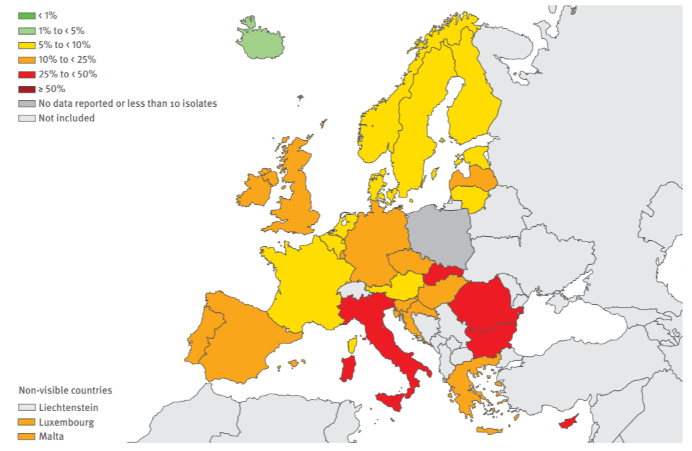 < 1%
1% to < 5%
5% to < 10%
10% to < 25%
25% to < 50%
≥ 50%
No data reported or less than 10 isolates
Not included
Non-visible countries
Liechtenstein
Luxembourg
Malta